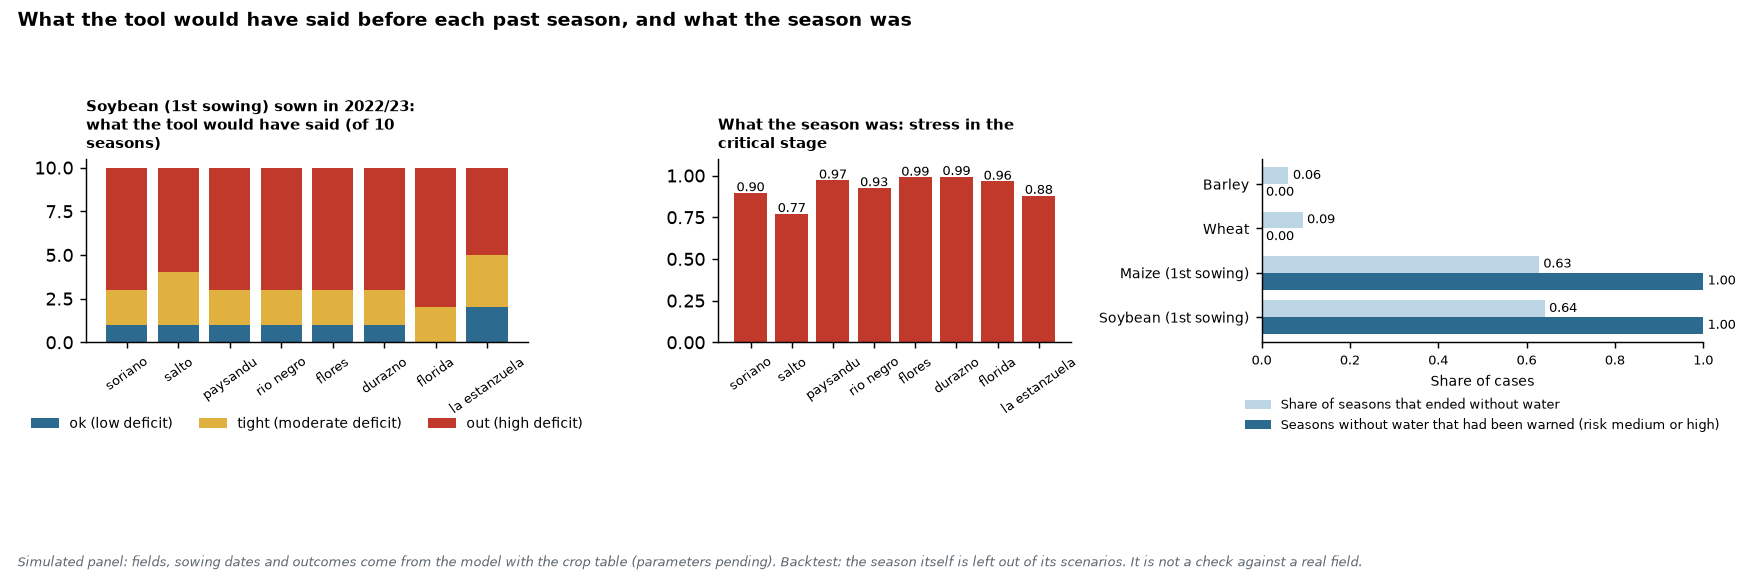 What the tool would have said before each past season, and what the season was
Soybean (1st sowing) sown in 2022/23:
what the tool would have said (of 10
seasons)
10.0
7.5
5.0
2.5
0.0
soriano
salto
paysandu
rio negro
flores
durazno
florida
la estanzuela
ok (low deficit)
tight (moderate deficit)
out (high deficit)
What the season was: stress in the
critical stage
1.00
0.75
0.50
0.25
0.00
0.90
0.77
0.97
0.93
0.99
0.99
0.96
0.88
soriano
salto
paysandu
rio negro
flores
durazno
florida
la estanzuela
Barley
0.06
0.00
Wheat
0.09
0.00
Maize (1st sowing)
0.63
1.00
Soybean (1st sowing)
0.64
1.00
0.0
0.2
0.4
0.6
0.8
1.0
Share of cases
Share of seasons that ended without water
Seasons without water that had been warned (risk medium or high)
Simulated panel: fields, sowing dates and outcomes come from the model with the crop table (parameters pending). Backtest: the season itself is left out of its scenarios. It is not a check against a real field.